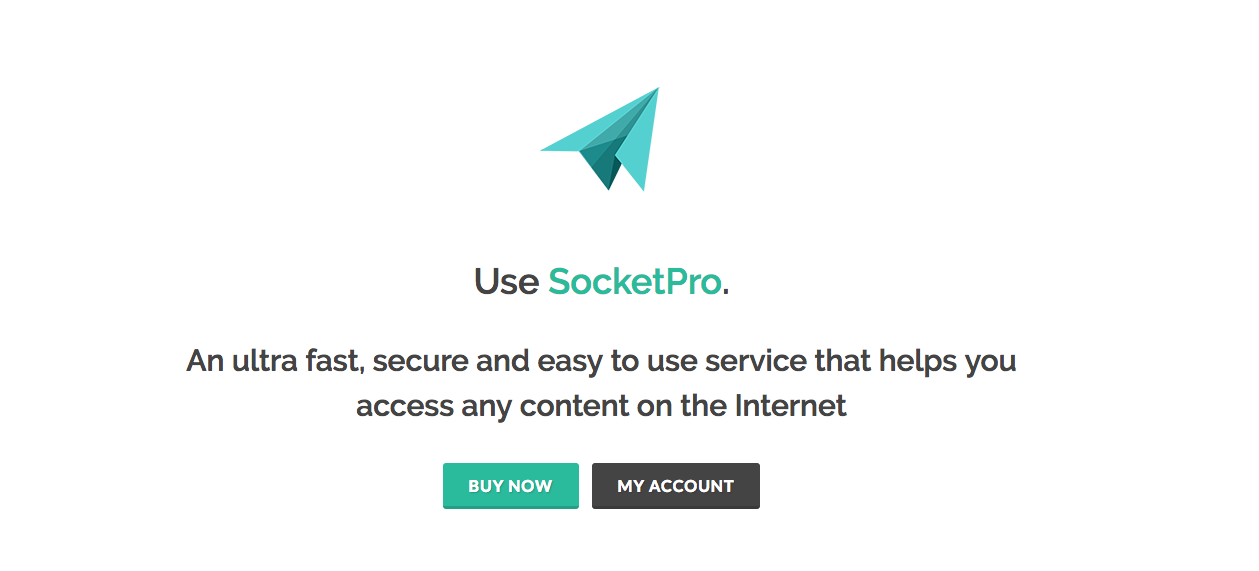 Use SocketPro.
An ultra fast, secure and easy to use service that helps you
access any content on the Internet
BUY NOW
MY ACCOUNT